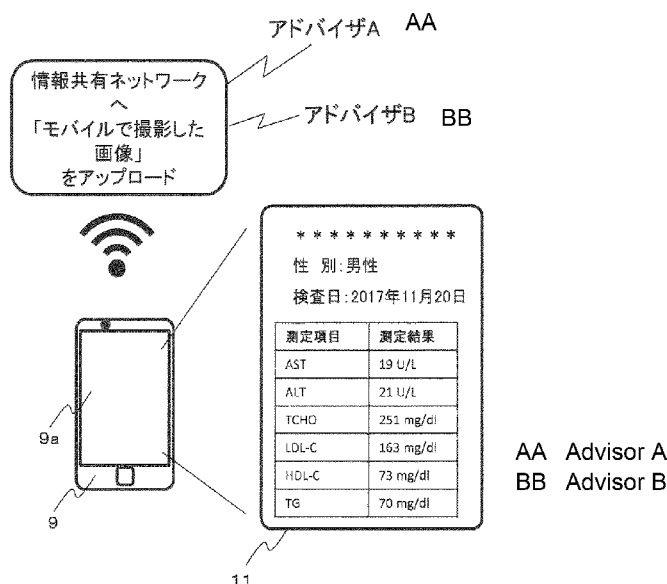 アドバイザA AA
情報共有ネットワーク
へ
「モバイルで撮影した
画像」
をアップロード
アドバイザB BB
* * * * * * * * * *
性 別:男性
検査日:2017年11月20日
測定項目 測定結果
AST 19 U/L
ALT 21 U/L
TCHO 251 mg/dl
LDL-C 163 mg/dl
HDL-C 73 mg/dl
TG 70 mg/dl
9a
9
11
AA Advisor A
BB Advisor B